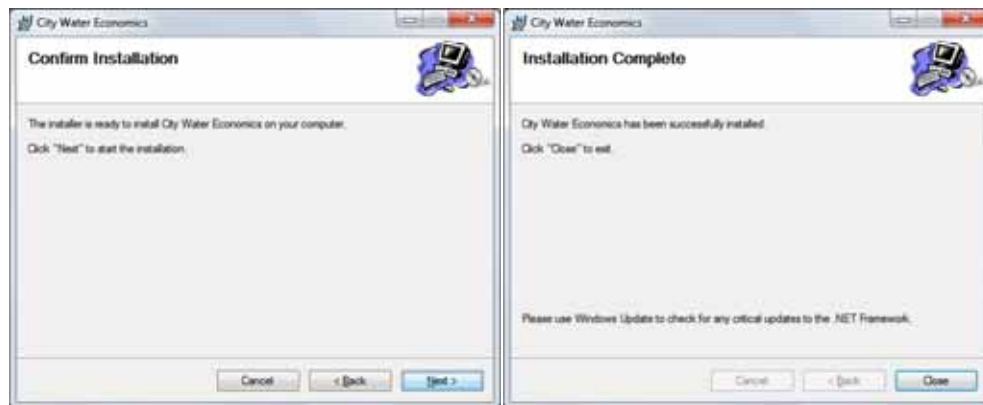 City Water Economics
Confirm Installation
The installer is ready to install City Water Economics on your computer.
Click "Next" to start the installation.
Cancel
< Back
Next >
City Water Economics
Installation Complete
City Water Economics has been successfully installed.
Click "Close" to exit.
Please use Windows Update to check for any critical updates to the .NET Framework.
Cancel
< Back
Close